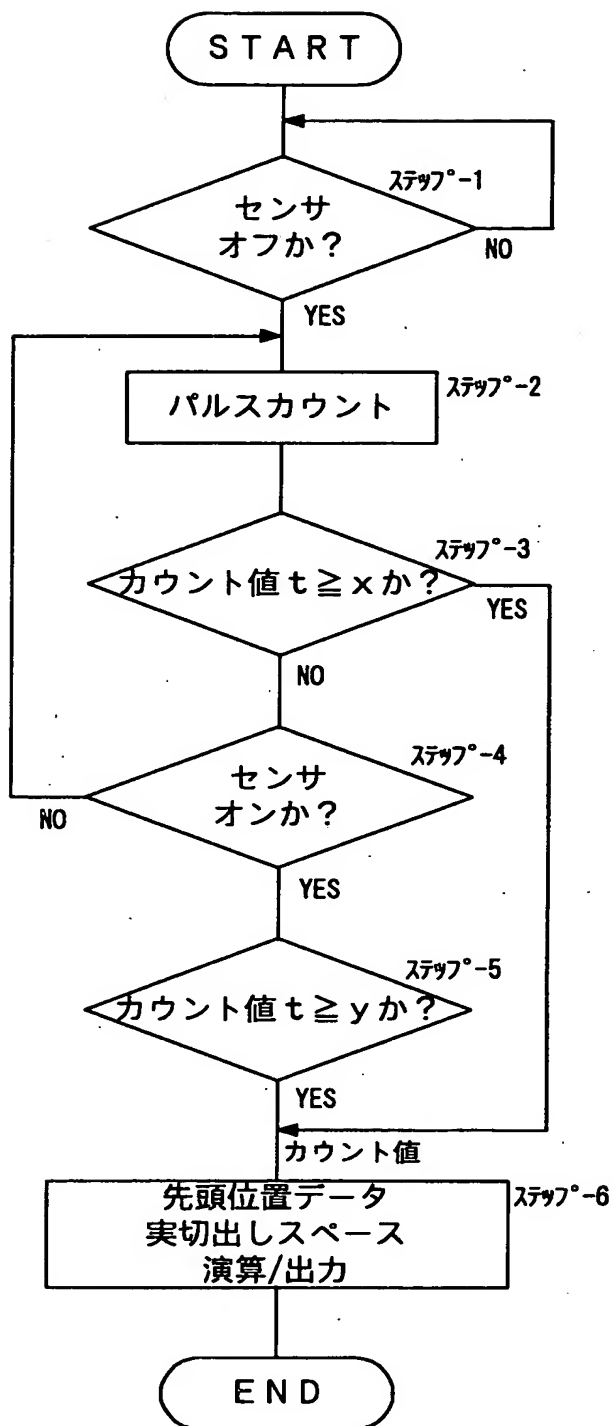 START
ステップ-1
センサ
オフか?
NO
YES
パルスカウント
ステップ-2
ステップ-3
カウント値t≧xか?
YES
NO
ステップ-4
センサ
オンか?
NO
YES
ステップ-5
カウント値t≧yか?
YES
カウント値
先頭位置データ
実切出しスペース
演算/出力
ステップ-6
END